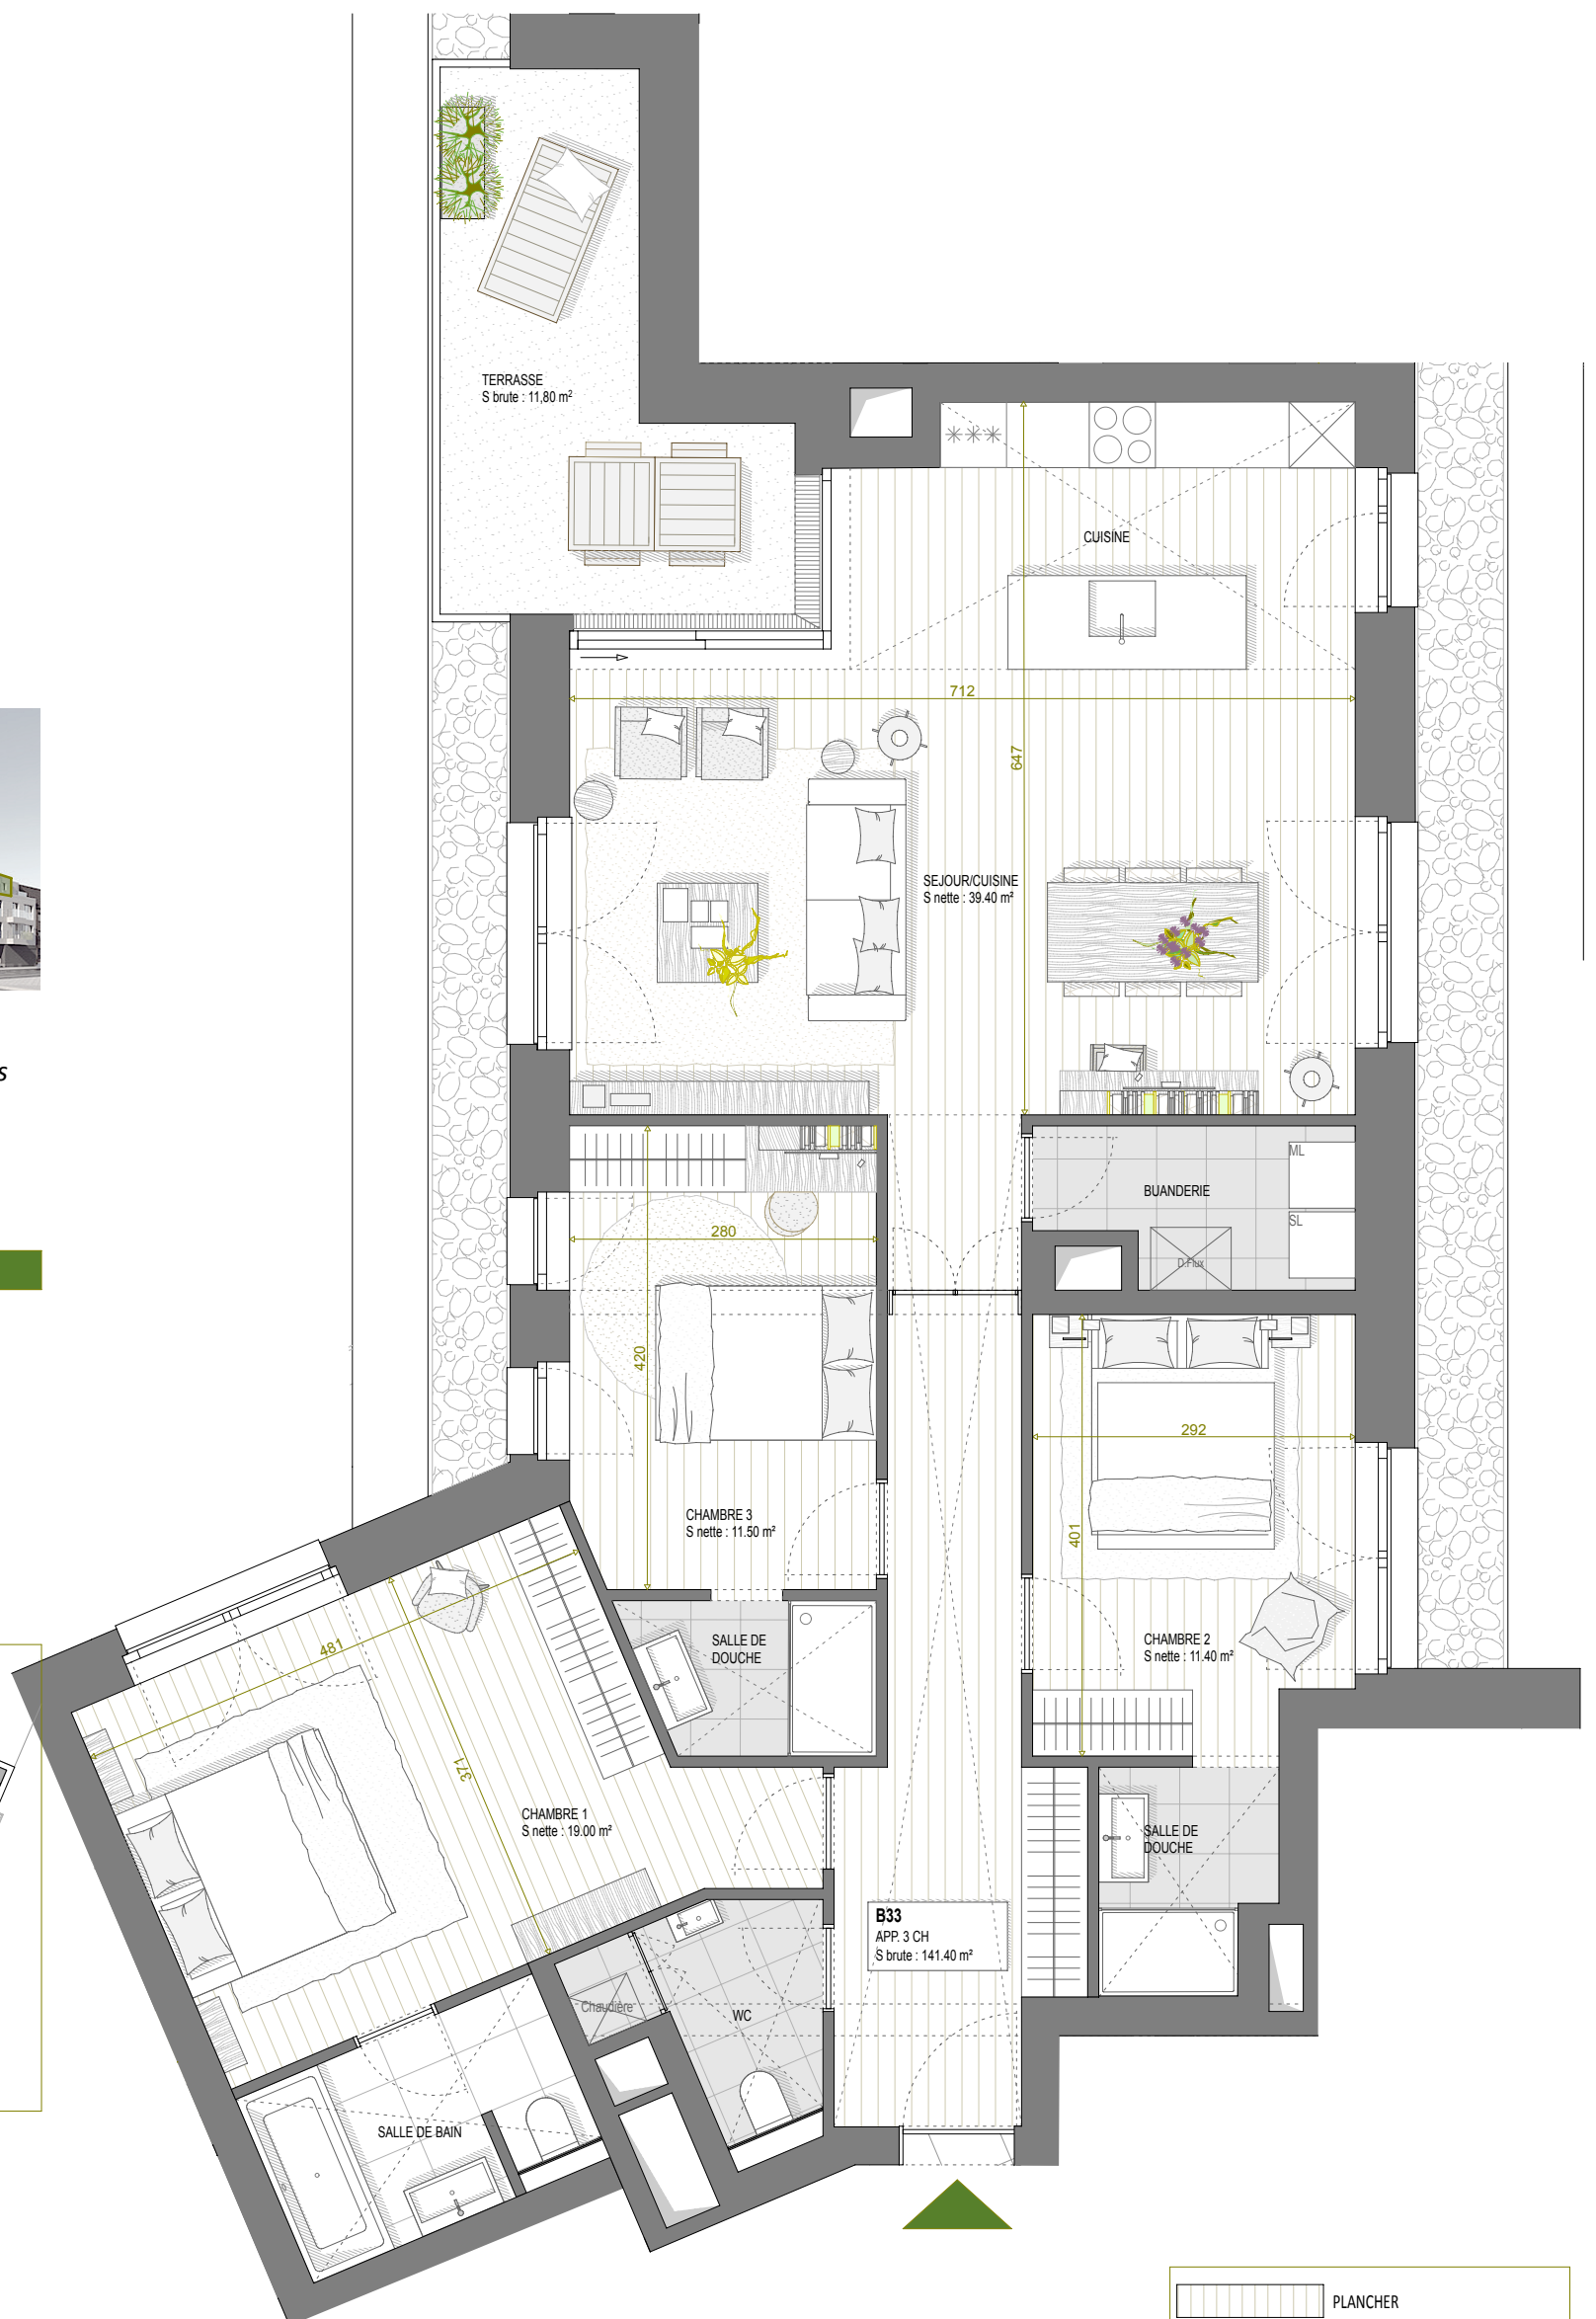 TERRASSE
S brute : 11,80 m²
CUISINE
712
647
SEJOUR/CUISINE
S nette : 39.40 m²
s
ML
BUANDERIE
SL
D.Flux
280
420
292
401
CHAMBRE 3
S nette : 11.50 m²
SALLE DE
DOUCHE
CHAMBRE 2
S nette : 11.40 m²
481
371
CHAMBRE 1
S nette : 19.00 m²
SALLE DE
DOUCHE
B33
APP. 3 CH
S brute : 141.40 m²
Chaudière
WC
SALLE DE BAIN
PLANCHER